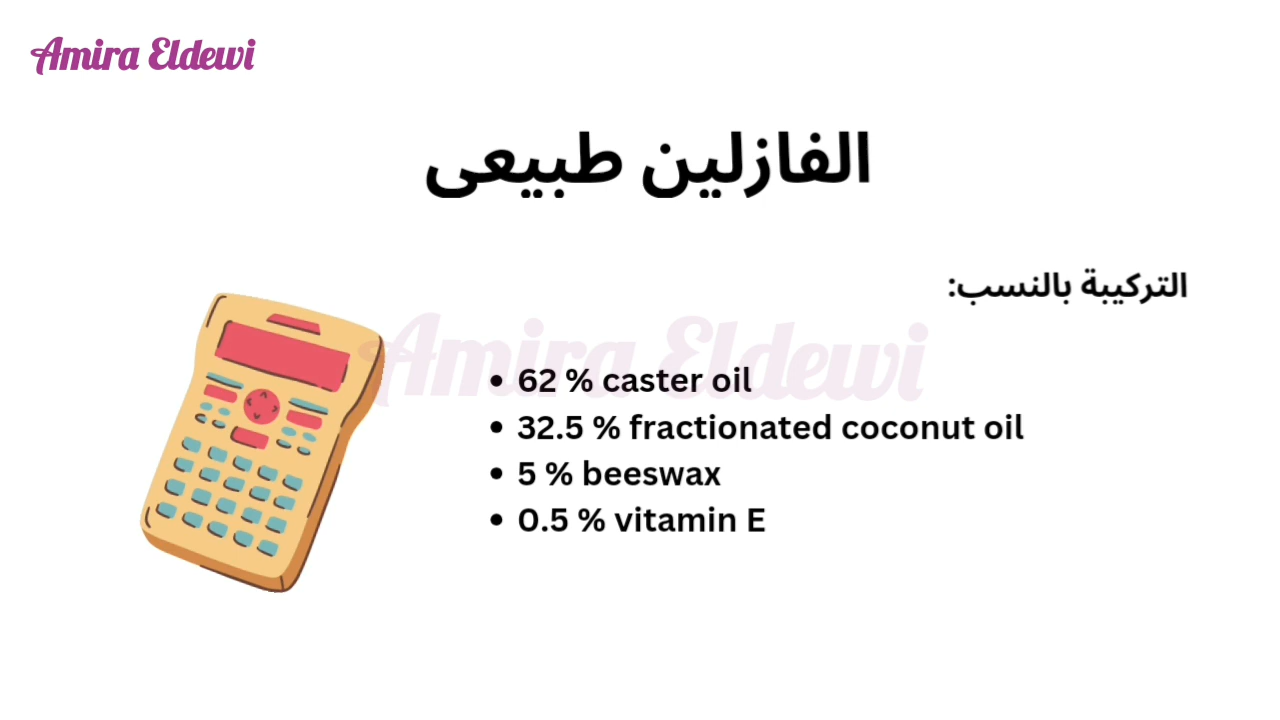 Amira Eldewi
الفازلين طبيعى
التركيبة بالنسب:
Amira Eldewi
• 62 % caster oil
• 32.5 % fractionated coconut oil
• 5 % beeswax
• 0.5 % vitamin E